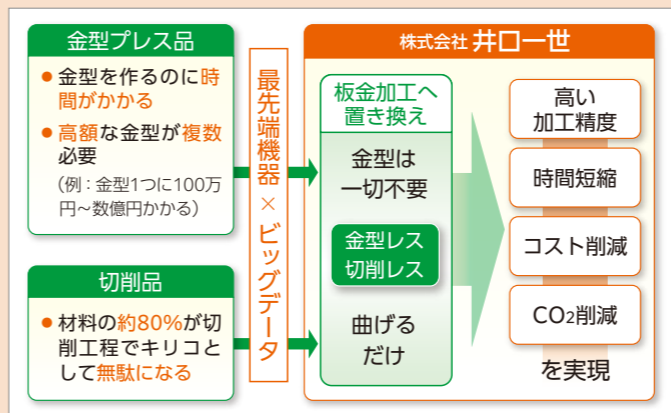 金型プレス品
● 金型を作るのに時
間がかかる
● 高額な金型が複数
必要
（例：金型1つに100万
円〜数億円かかる）
切削品
● 材料の約80%が切
削工程でキリコと
して無駄になる
最先端機器×ビッグデータ
株式会社 井口一世
板金加工へ
置き換え
金型は
一切不要
金型レス
切削レス
曲げる
だけ
高い
加工精度
時間短縮
コスト削減
CO2削減
を実現